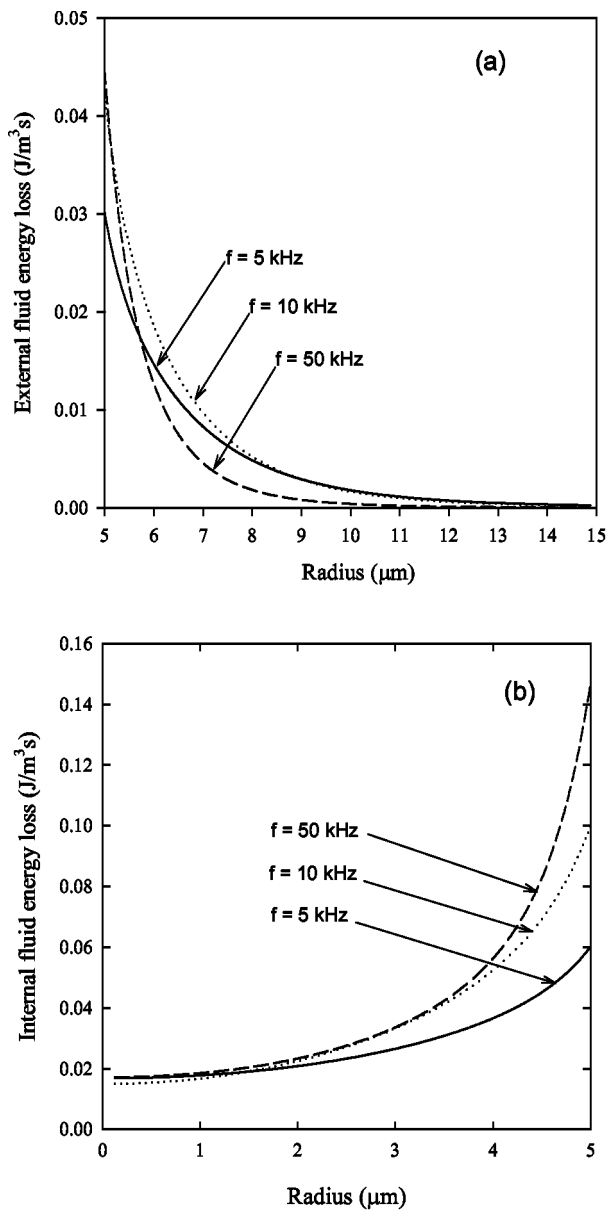 0.05
0.04
0.03
0.02
0.01
0.00
External fluid energy loss (J/m³s)
(a)
f = 5 kHz
f = 10 kHz
f = 50 kHz
5 6 7 8 9 10 11 12 13 14 15
Radius (μm)
0.16
0.14
0.12
0.10
0.08
0.06
0.04
0.02
0.00
Internal fluid energy loss (J/m³s)
(b)
f = 50 kHz
f = 10 kHz
f = 5 kHz
0 1 2 3 4 5
Radius (μm)